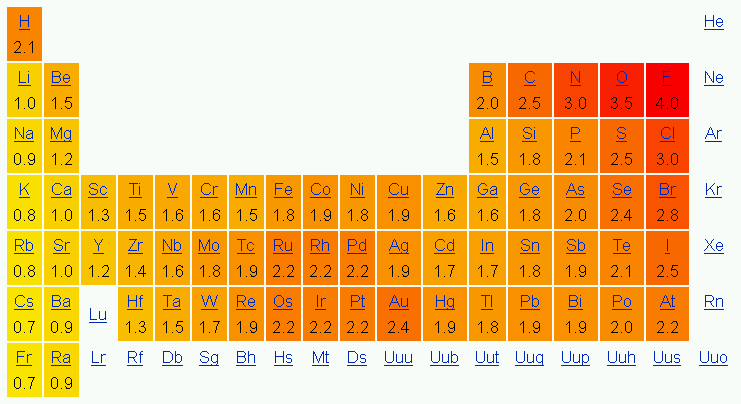 H He
2.1
Li Be B C N O F Ne
1.0 1.5 2.0 2.5 3.0 3.5 4.0
Na Mg Al Si P S Cl Ar
0.9 1.2 1.5 1.8 2.1 2.5 3.0
K Ca Sc Ti V Cr Mn Fe Co Ni Cu Zn Ga Ge As Se Br Kr
0.8 1.0 1.3 1.5 1.6 1.6 1.5 1.8 1.9 1.8 1.9 1.6 1.6 1.8 2.0 2.4 2.8
Rb Sr Y Zr Nb Mo Tc Ru Rh Pd Ag Cd In Sn Sb Te I Xe
0.8 1.0 1.2 1.4 1.6 1.8 1.9 2.2 2.2 2.2 1.9 1.7 1.7 1.8 1.9 2.1 2.5
Cs Ba Lu Hf Ta W Re Os Ir Pt Au Hg Tl Pb Bi Po At Rn
0.7 0.9 1.3 1.5 1.7 1.9 2.2 2.2 2.2 2.4 1.9 1.8 1.9 1.9 2.0 2.2
Fr Ra Lr Rf Db Sg Bh Hs Mt Ds Uuu Uub Uut Uuq Uup Uuh Uus Uuo
0.7 0.9